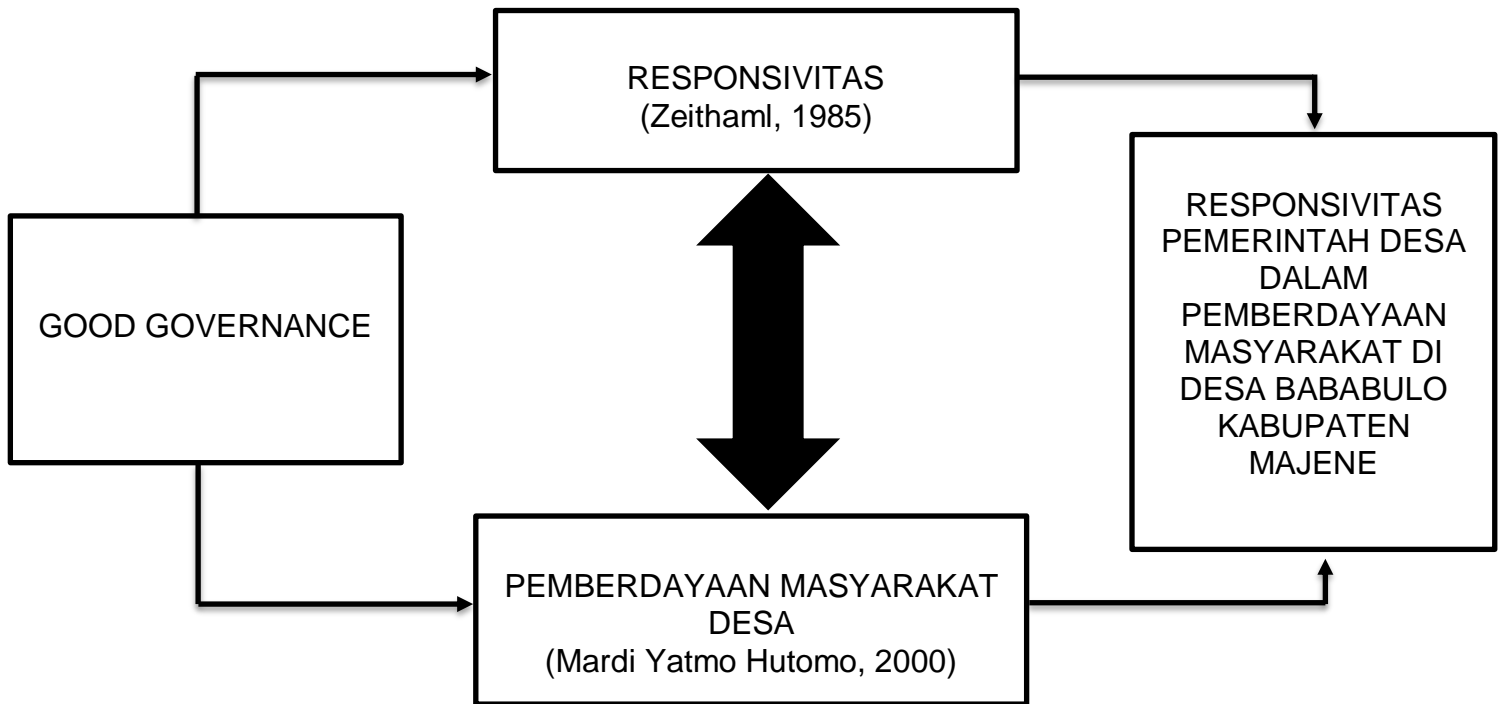 GOOD GOVERNANCE
RESPONSIVITAS
(Zeithaml, 1985)
PEMBERDAYAAN MASYARAKAT
DESA
(Mardi Yatmo Hutomo, 2000)
RESPONSIVITAS
PEMERINTAH DESA
DALAM
PEMBERDAYAAN
MASYARAKAT DI
DESA BABABULO
KABUPATEN
MAJENE